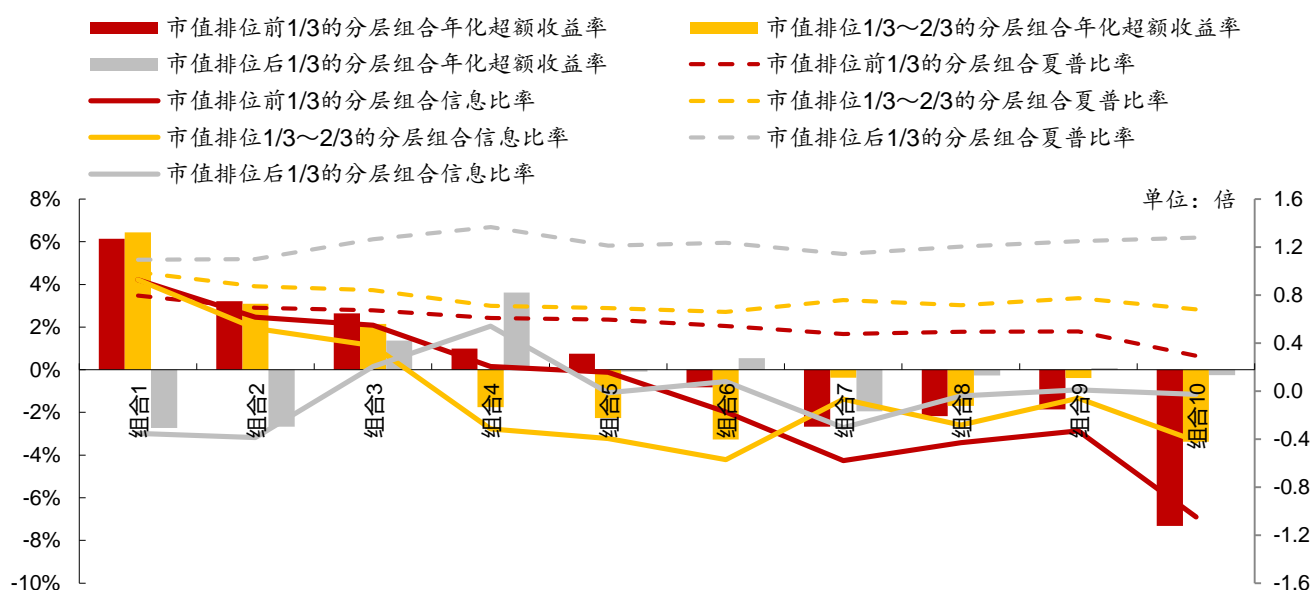 市值排位前1/3的分层组合年化超额收益率
市值排位1/3～2/3的分层组合年化超额收益率
市值排位后1/3的分层组合年化超额收益率
市值排位前1/3的分层组合夏普比率
市值排位前1/3的分层组合信息比率
市值排位1/3～2/3的分层组合夏普比率
市值排位1/3～2/3的分层组合信息比率
市值排位后1/3的分层组合夏普比率
市值排位后1/3的分层组合信息比率
单位：倍
8%
6%
4%
2%
0%
-2%
-4%
-6%
-8%
-10%
1.6
1.2
0.8
0.4
0.0
-0.4
-0.8
-1.2
-1.6
组合1
组合2
组合3
组合4
组合5
组合6
组合7
组合8
组合9
组合10